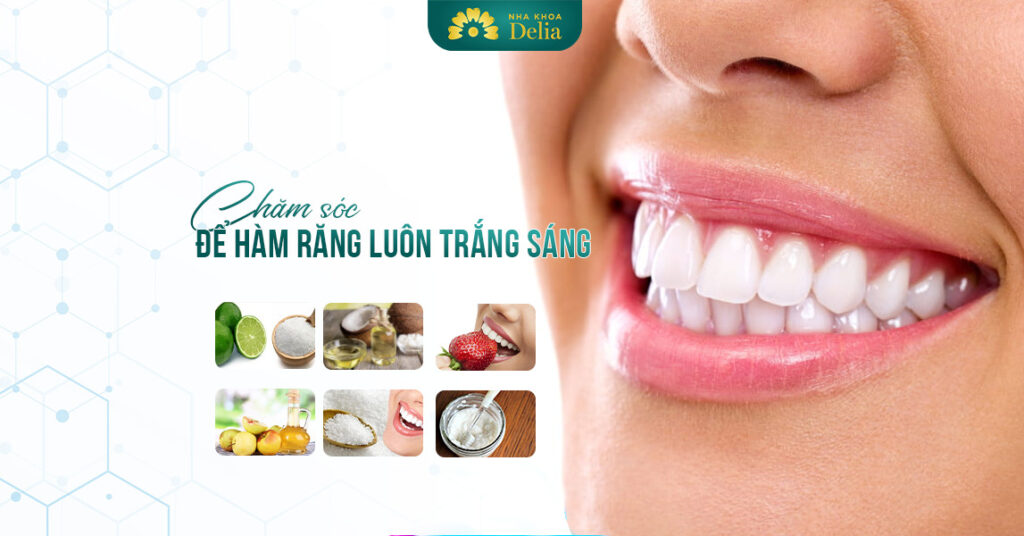 NHA KHOA
Delia
Chăm sóc
ĐỂ HÀM RĂNG LUÔN TRẮNG SÁNG